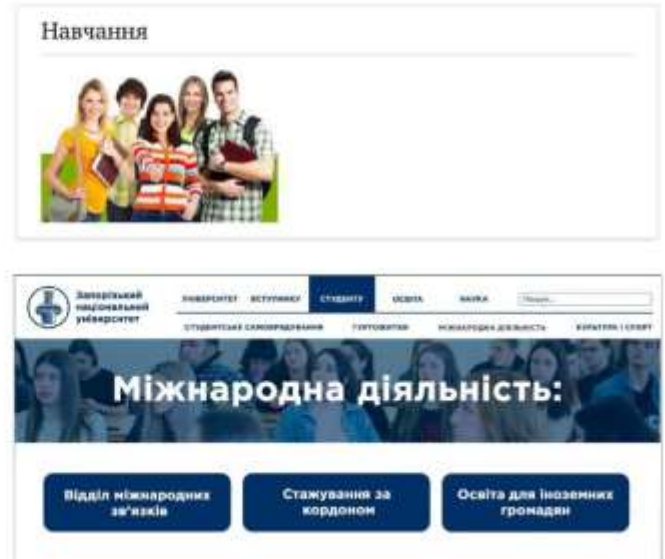 Навчання
Запорізький
національний
університет
УНІВЕРСИТЕТ ВСТУПНИКУ СТУДЕНТУ ОСВІТА НАУКА Пошук...
СТУДЕНТСЬКЕ САМОВРЯДУВАННЯ ГУРТОЖИТКИ МІЖНАРОДНА ДІЯЛЬНІСТЬ КУЛЬТУРА І СПОРТ
Міжнародна діяльність:
Відділ міжнародних
зв'язків
Стажування за
кордоном
Освіта для іноземних
громадян